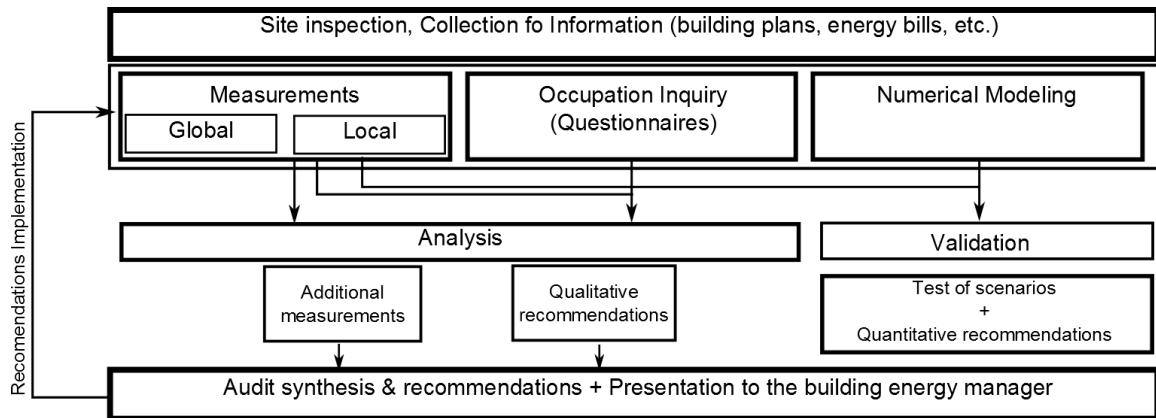 Site inspection, Collection fo Information (building plans, energy bills, etc.)
Measurements
Global
Local
Occupation Inquiry
(Questionnaires)
Numerical Modeling
Recomendations Implementation
Analysis
Validation
Additional
measurements
Qualitative
recommendations
Test of scenarios
+
Quantitative recommendations
Audit synthesis & recommendations + Presentation to the building energy manager